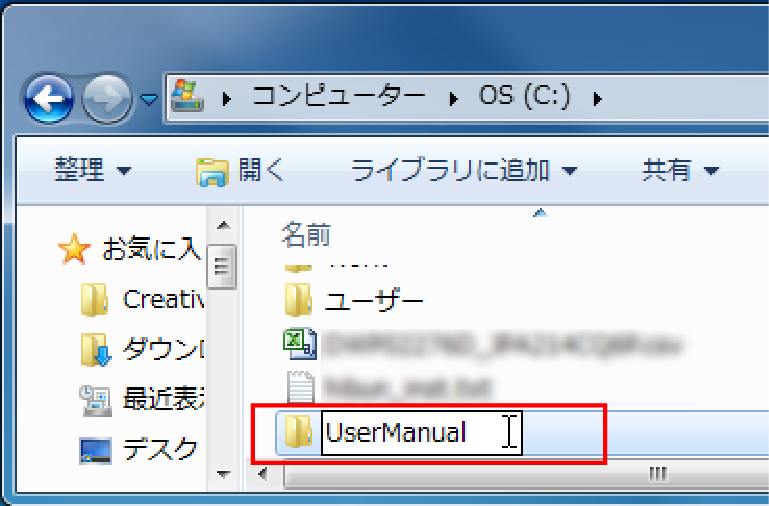 コンピューター OS (C:)
整理 開く ライブラリに追加 共有
名前
お気に入
ユーザー
Creativ
ダウンロ
最近表示
デスク
UserManual